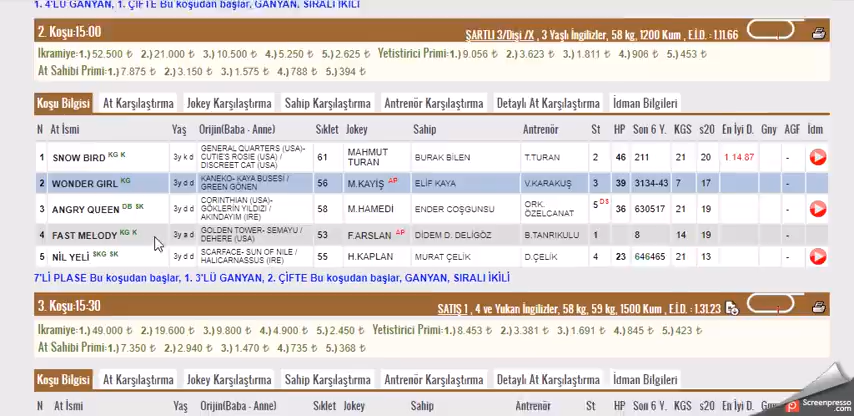 1. 4'LÜ GANYAN, 1. ÇİFTE Bu koşudan başlar, GANYAN, SIRALI İKİLİ
2. Koşu:15:00 ŞARTLI 3/Dişi /X , 3 Yaşlı İngilizler, 58 kg, 1200 Kum , E.İ.D. : 1.11.66
Ikramiye:1.) 52.500 ₺ 2.) 21.000 ₺ 3.) 10.500 ₺ 4.) 5.250 ₺ 5.) 2.625 ₺ Yetistirici Primi:1.) 9.056 ₺ 2.) 3.623 ₺ 3.) 1.811 ₺ 4.) 906 ₺ 5.) 453 ₺
At Sahibi Primi:1.) 7.875 ₺ 2.) 3.150 ₺ 3.) 1.575 ₺ 4.) 788 ₺ 5.) 394 ₺
Koşu Bilgisi At Karşılaştırma Jokey Karşılaştırma Sahip Karşılaştırma Antrenör Karşılaştırma Detaylı At Karşılaştırma İdman Bilgileri
N At İsmi Yaş Orijin(Baba - Anne) Sıklet Jokey Sahip Antrenör St HP Son 6 Y. KGS s20 En İyi D. Gny AGF İdm
1 SNOW BIRD KG K 3y k d GENERAL QUARTERS (USA)- CUTIE'S ROSIE (USA) / DISCREET CAT (USA) 61 MAHMUT TURAN BURAK BİLEN T.TURAN 2 46 211 21 20 1.14.87 -
2 WONDER GIRL KG 3y d d KANEKO- KAYA BUSESİ / GREEN GÖNEN 56 M.KAYİŞ AP ELİF KAYA V.KARAKUŞ 3 39 3134-43 7 17 -
3 ANGRY QUEEN DB SK 3y d d CORINTHIAN (USA)- GÖKLERİN YILDIZI / AKINDAYIM (IRE) 58 M.HAMEDİ ENDER COŞGUNSU ORK. ÖZELCANAT 5 DS 36 630517 21 19 -
4 FAST MELODY KG K 3y a d GOLDEN TOWER- SEMAYU / DEHERE (USA) 53 F.ARSLAN AP DİDEM D. DELİGÖZ B.TANRIKULU 1 8 14 19 -
5 NİL YELİ SKG SK 3y d d SCARFACE- SUN OF NILE / HALICARNASSUS (IRE) 55 H.KAPLAN MURAT ÇELİK D.ÇELİK 4 23 646465 21 13 -
7'Lİ PLASE Bu koşudan başlar, 1. 3'LÜ GANYAN, 2. ÇİFTE Bu koşudan başlar, GANYAN, SIRALI İKİLİ
3. Koşu:15:30 SATIŞ 1 , 4 ve Yukarı İngilizler, 58 kg, 59 kg, 1500 Kum , E.İ.D. : 1.31.23
Ikramiye:1.) 49.000 ₺ 2.) 19.600 ₺ 3.) 9.800 ₺ 4.) 4.900 ₺ 5.) 2.450 ₺ Yetistirici Primi:1.) 8.453 ₺ 2.) 3.381 ₺ 3.) 1.691 ₺ 4.) 845 ₺ 5.) 423 ₺
At Sahibi Primi:1.) 7.350 ₺ 2.) 2.940 ₺ 3.) 1.470 ₺ 4.) 735 ₺ 5.) 368 ₺
Koşu Bilgisi At Karşılaştırma Jokey Karşılaştırma Sahip Karşılaştırma Antrenör Karşılaştırma Detaylı At Karşılaştırma İdman Bilgileri
N At İsmi Yaş Orijin(Baba - Anne) Sıklet Jokey Sahip Antrenör St HP Son 6 Y. KGS s20 En İyi D.
Screenpresso
.com